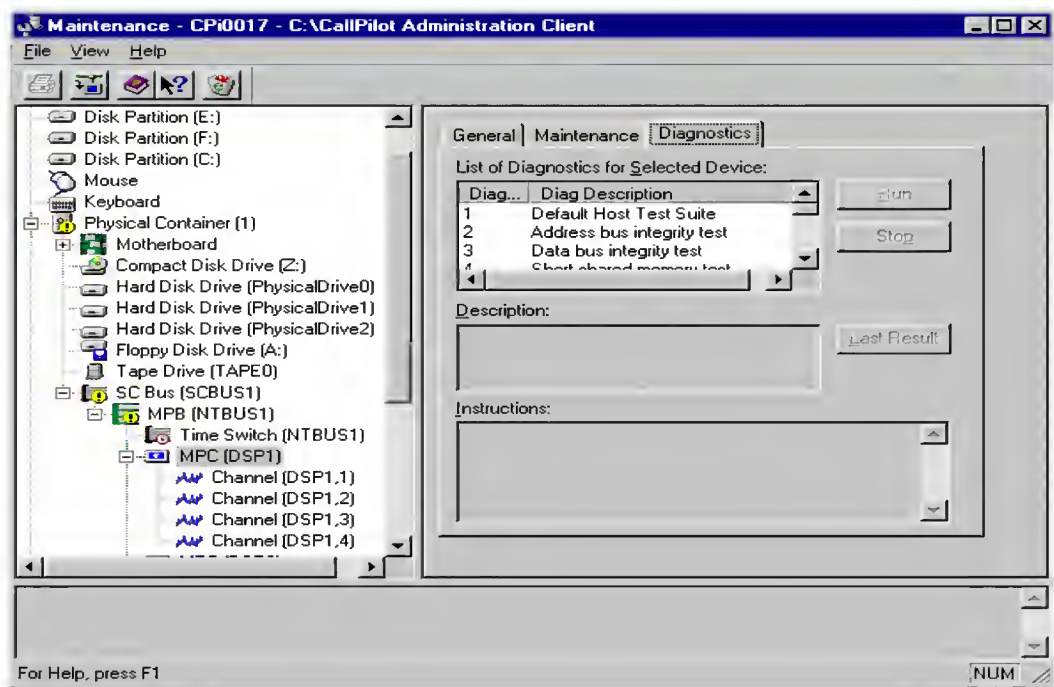 Maintenance - CPi0017 - C:\CallPilot Administration Client
File View Help
Disk Partition (E:)
Disk Partition (F:)
Disk Partition (C:)
Mouse
Keyboard
Physical Container (1)
Motherboard
Compact Disk Drive (Z:)
Hard Disk Drive (PhysicalDrive0)
Hard Disk Drive (PhysicalDrive1)
Hard Disk Drive (PhysicalDrive2)
Floppy Disk Drive (A:)
Tape Drive (TAPE0)
SC Bus (SCBUS1)
MPB (NTBUS1)
Time Switch (NTBUS1)
MPC (DSP1)
Channel (DSP1,1)
Channel (DSP1,2)
Channel (DSP1,3)
Channel (DSP1,4)
General Maintenance Diagnostics
List of Diagnostics for Selected Device:
Diag... Diag Description
1 Default Host Test Suite
2 Address bus integrity test
3 Data bus integrity test
4 Short shared memory test
Run
Stop
Description:
Last Result
Instructions:
For Help, press F1
NUM